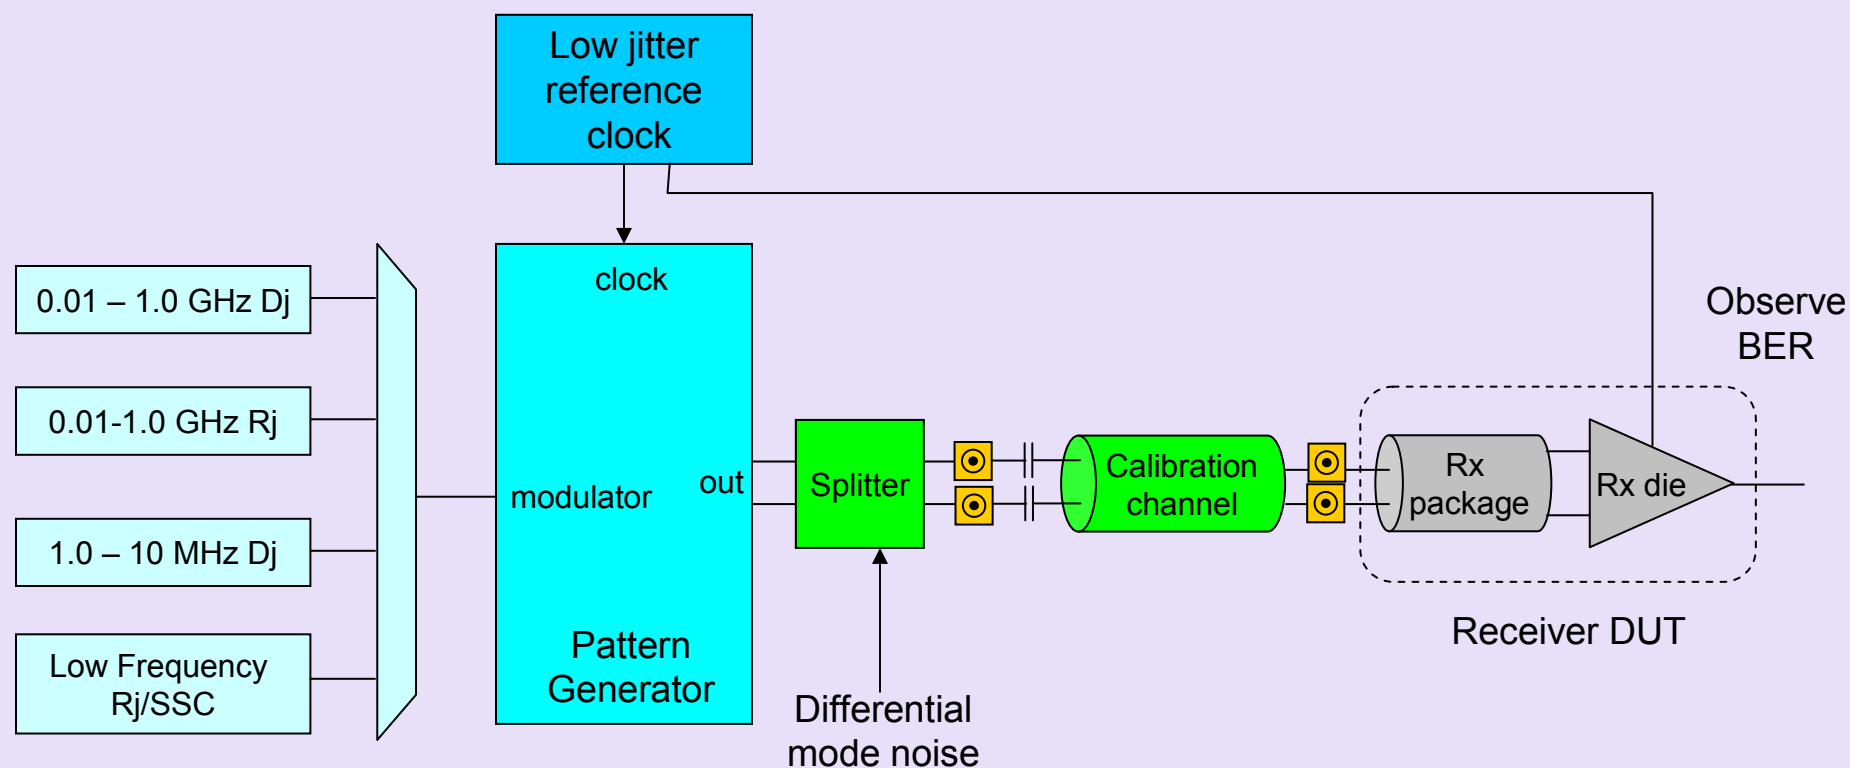 Low jitter
reference
clock
clock
0.01 – 1.0 GHz Dj
0.01-1.0 GHz Rj
1.0 – 10 MHz Dj
Low Frequency
Rj/SSC
modulator
out
Pattern
Generator
Splitter
Differential
mode noise
Calibration
channel
Rx
package
Rx die
Observe
BER
Receiver DUT